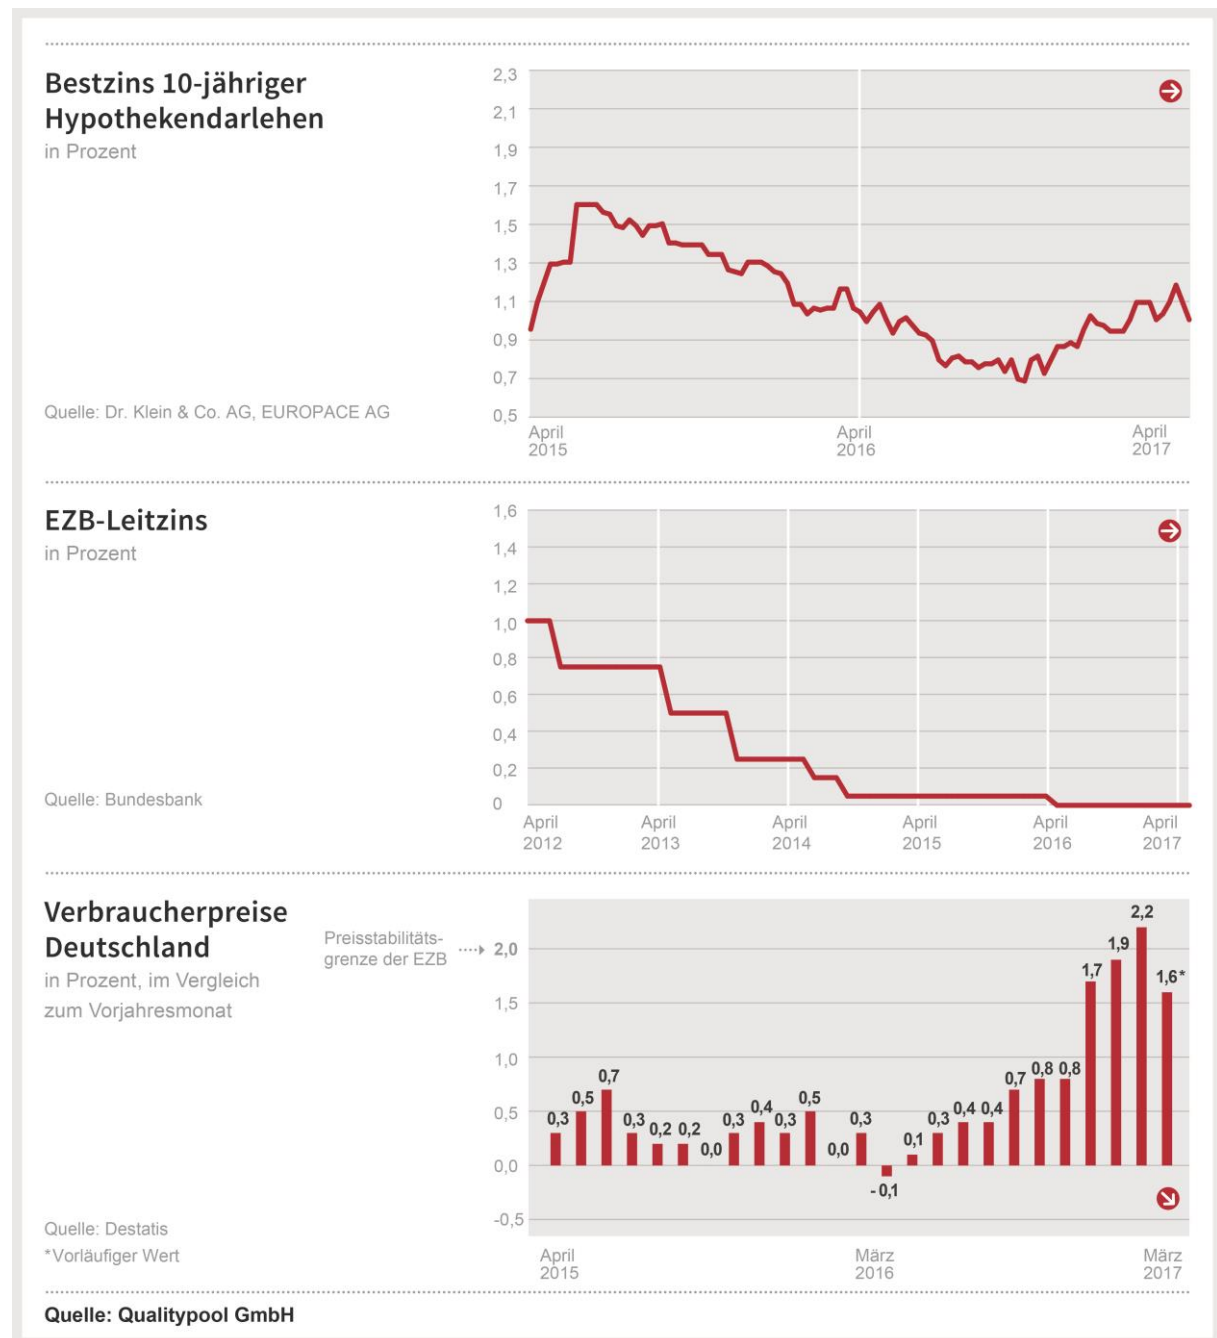 Bestzins 10-jähriger
Hypothekendarlehen
in Prozent
Quelle: Dr. Klein & Co. AG, EUROPACE AG
2,3
2,1
1,9
1,7
1,5
1,3
1,1
0,9
0,7
0,5
April April April
2015 2016 2017
EZB-Leitzins
in Prozent
Quelle: Bundesbank
1,6
1,4
1,2
1,0
0,8
0,6
0,4
0,2
0
April April April April April April
2012 2013 2014 2015 2016 2017
Verbraucherpreise
Deutschland
in Prozent, im Vergleich
zum Vorjahresmonat
Preisstabilitäts-
grenze der EZB
2,0
1,5
1,0
0,5
0,0
-0,5
0,3 0,5 0,7 0,3 0,2 0,2 0,0 0,3 0,4 0,3 0,5 0,0 0,3 - 0,1 0,1 0,3 0,4 0,4 0,7 0,8 0,8 1,7 1,9 2,2 1,6*
April März März
2015 2016 2017
Quelle: Destatis
*Vorläufiger Wert
Quelle: Qualitypool GmbH